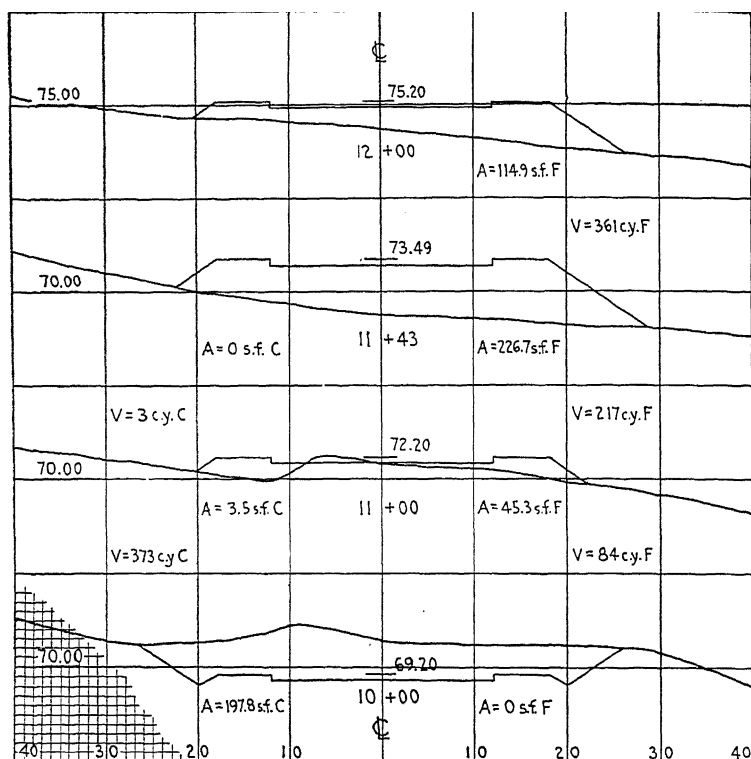 ℄
75.00 75.20
12+00
A=114.9 s.f. F
V=361 c.y. F
73.49
70.00
A=0 s.f. C 11+43 A=226.7 s.f. F
V=3 c.y. C V=217 c.y. F
72.20
70.00
A=3.5 s.f. C 11+00 A=45.3 s.f. F
V=373 c.y C V=84 c.y. F
70.00 69.20
A=197.8 s.f. C 10+00 A=0 s.f. F
℄
40 30 20 10 10 20 30 40